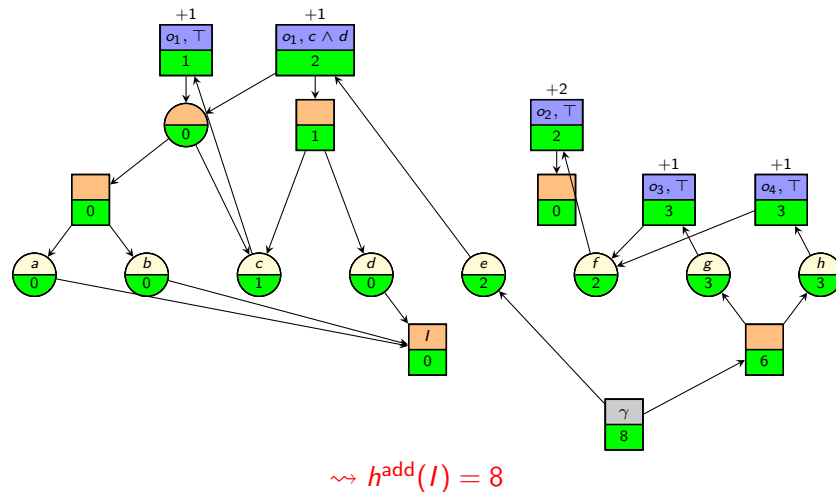 +1 +1
o₁, ⊤ o₁, c ∧ d
1 2
+2
o₂, ⊤
2
0
1
+1 +1
o₃, ⊤ o₄, ⊤
3 3
0
0
a b c d e f g h
0 0 1 0 2 2 3 3
I
0
6
γ
8
⇝ hᵃᵈᵈ(I) = 8